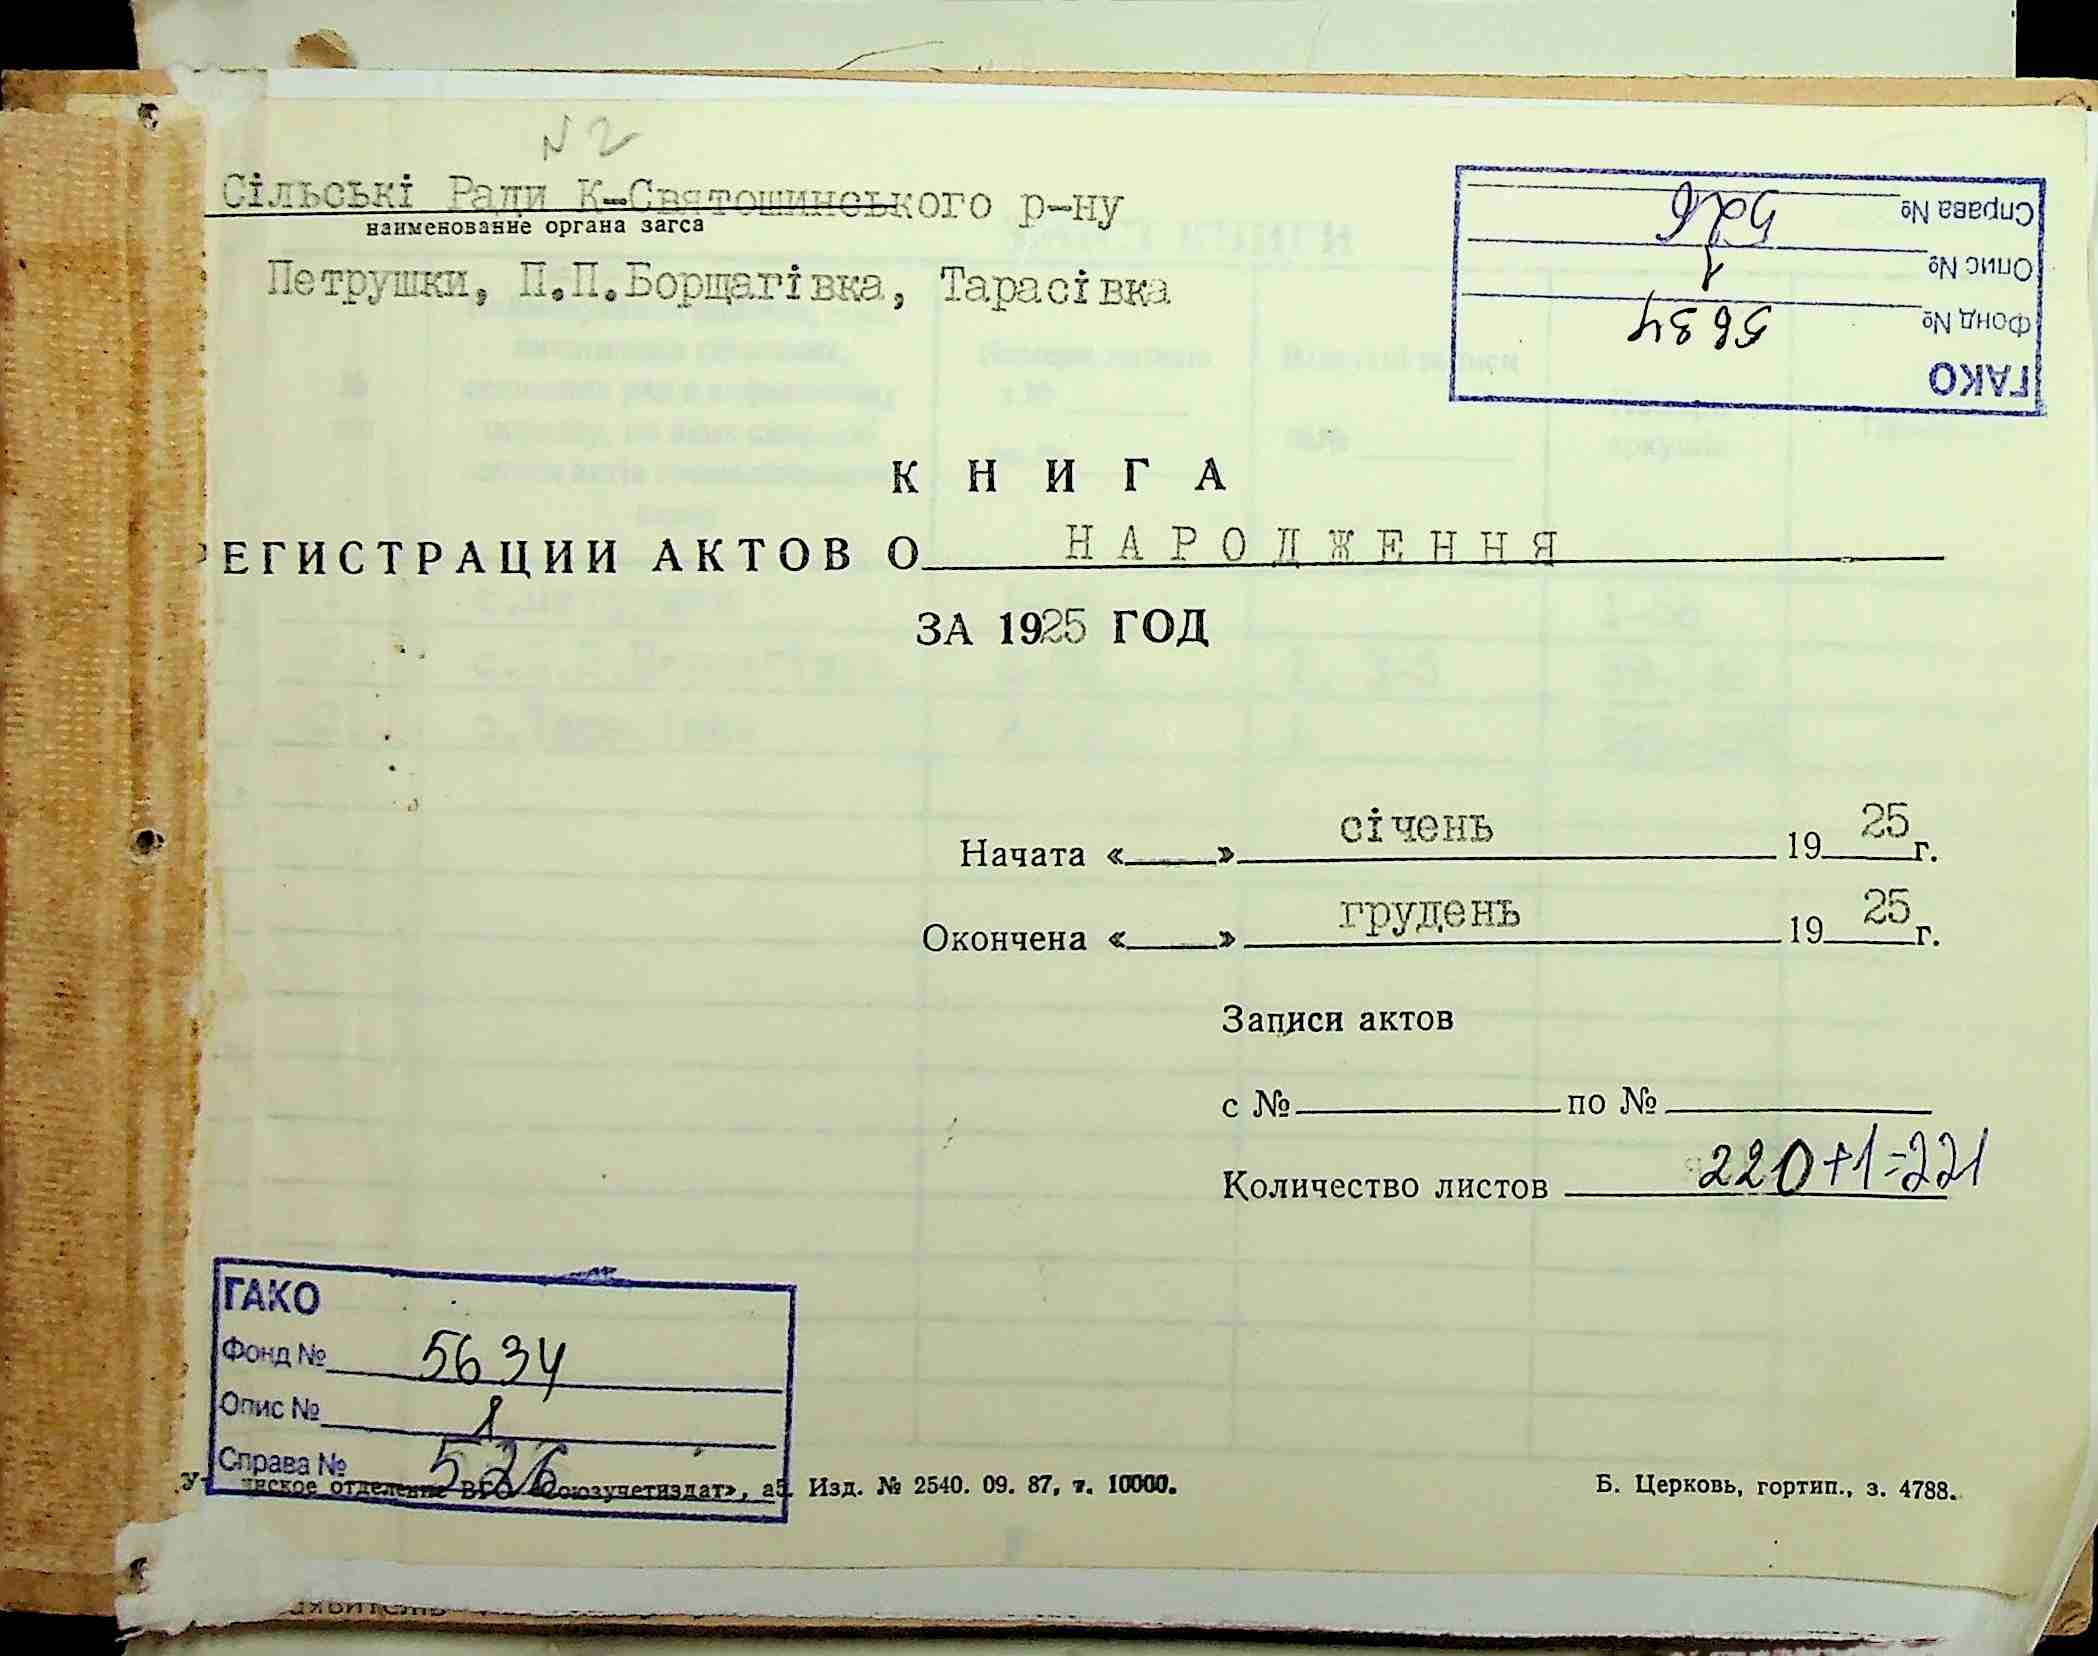 N 2
Сільські Ради К-Святошинського р-ну
наименование органа загса
Петрушки, П.П.Борщагівка, Тарасівка
ГАКО
Фонд № 5634
Опис № 1
Справа № 526
КНИГА
РЕГИСТРАЦИИ АКТОВ О НАРОДЖЕННЯ
ЗА 1925 ГОД
Начата « » січень 1925 г.
Окончена « » грудень 1925 г.
Записи актов
с № по №
Количество листов 220+1=221
ГАКО
Фонд № 5634
Опис № 1
Справа № 526
отделение «Союзучетиздат», Изд. № 2540. 09. 87, т. 10000.
Б. Церковь, гортип., з. 4788.